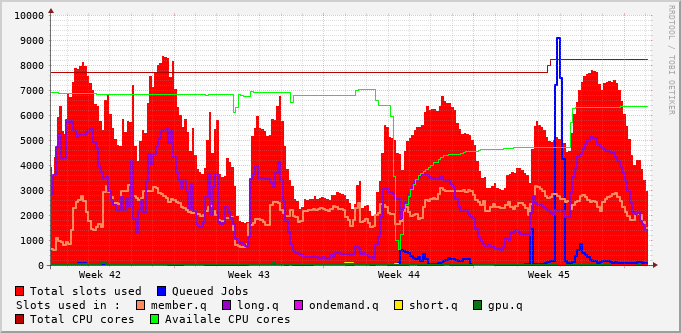 10000
9000
8000
7000
6000
5000
4000
3000
2000
1000
0
Week 42 Week 43 Week 44 Week 45
RRDTOOL / TOBI OETIKER
Total slots used Queued Jobs
Slots used in : member.q long.q ondemand.q short.q gpu.q
Total CPU cores Availale CPU cores